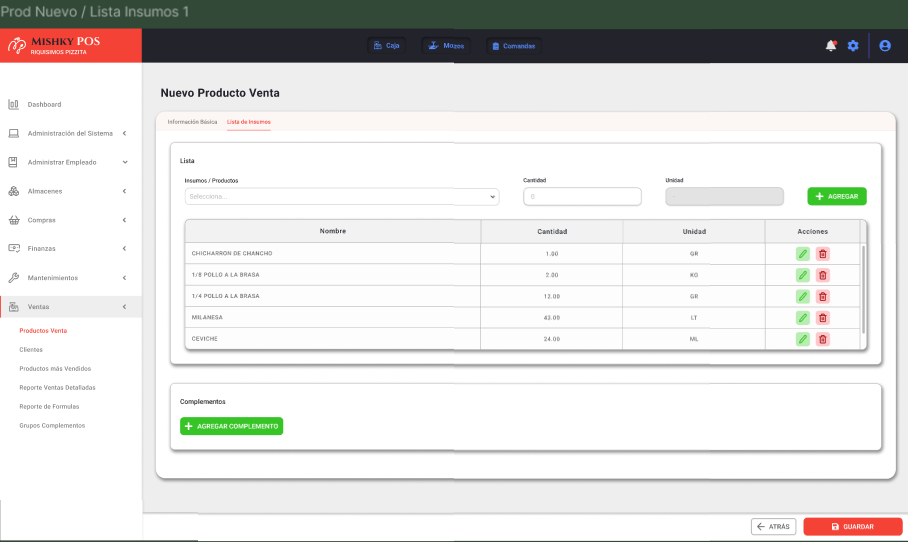 Prod Nuevo / Lista Insumos 1
MISHKY POS
RIQUISIMOS PIZZITA
Caja
Mozos
Comandas
Dashboard
Administración del Sistema
Administrar Empleado
Almacenes
Compras
Finanzas
Mantenimientos
Ventas
Productos Venta
Clientes
Productos más Vendidos
Reporte Ventas Detalladas
Reporte de Formulas
Grupos Complementos
Nuevo Producto Venta
Información Básica Lista de Insumos
Lista
Insumos / Productos Cantidad Unidad
Selecciona... 0 AGREGAR
Nombre Cantidad Unidad Acciones
CHICHARRON DE CHANCHO 1.00 GR
1/8 POLLO A LA BRASA 2.00 KG
1/4 POLLO A LA BRASA 12.00 GR
MILANESA 43.09 LT
CEVICHE 24.00 ML
Complementos
AGREGAR COMPLEMENTO
ATRÁS GUARDAR